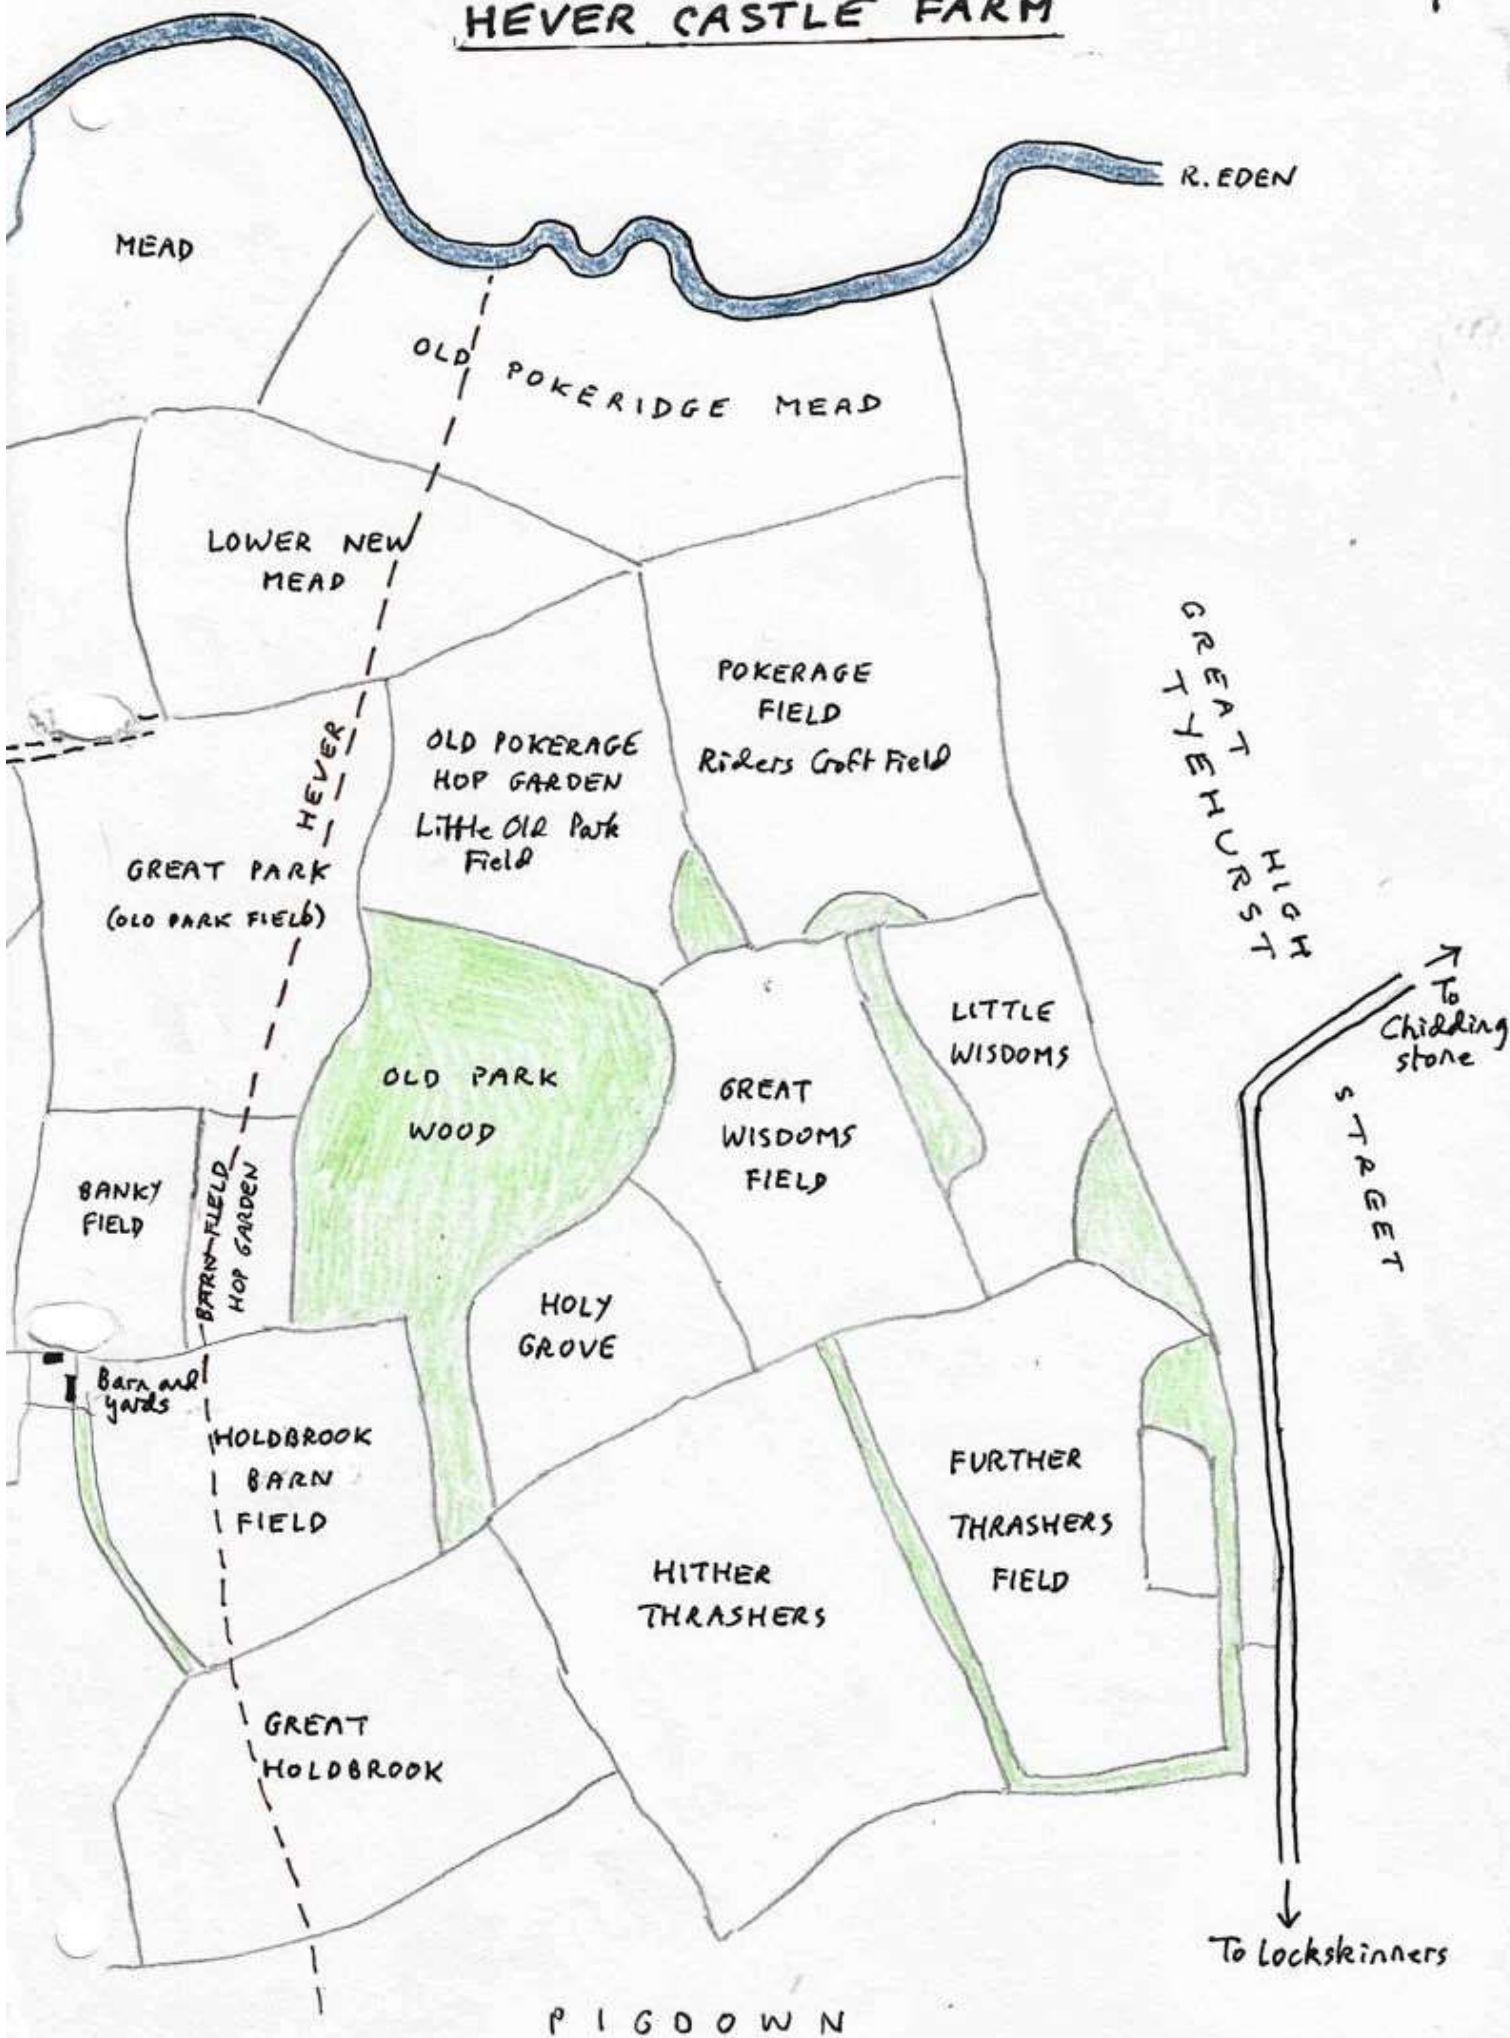 HEVER CASTLE FARM
R. EDEN
MEAD
OLD POKERIDGE MEAD
LOWER NEW
MEAD
GREAT
TYEHURST
POKERAGE
FIELD
Riders Croft Field
HEVER
OLD POKERAGE
HOP GARDEN
Little Old Park
Field
GREAT PARK
(OLD PARK FIELD)
HIGH
STREET
To
Chidding
stone
LITTLE
WISDOMS
OLD PARK
WOOD
GREAT
WISDOMS
FIELD
BANKY
FIELD
BARN FIELD
HOP GARDEN
HOLY
GROVE
Barn and
yards
HOLDBROOK
BARN
FIELD
FURTHER
THRASHERS
FIELD
HITHER
THRASHERS
GREAT
HOLDBROOK
To Lockskinners
PIGDOWN